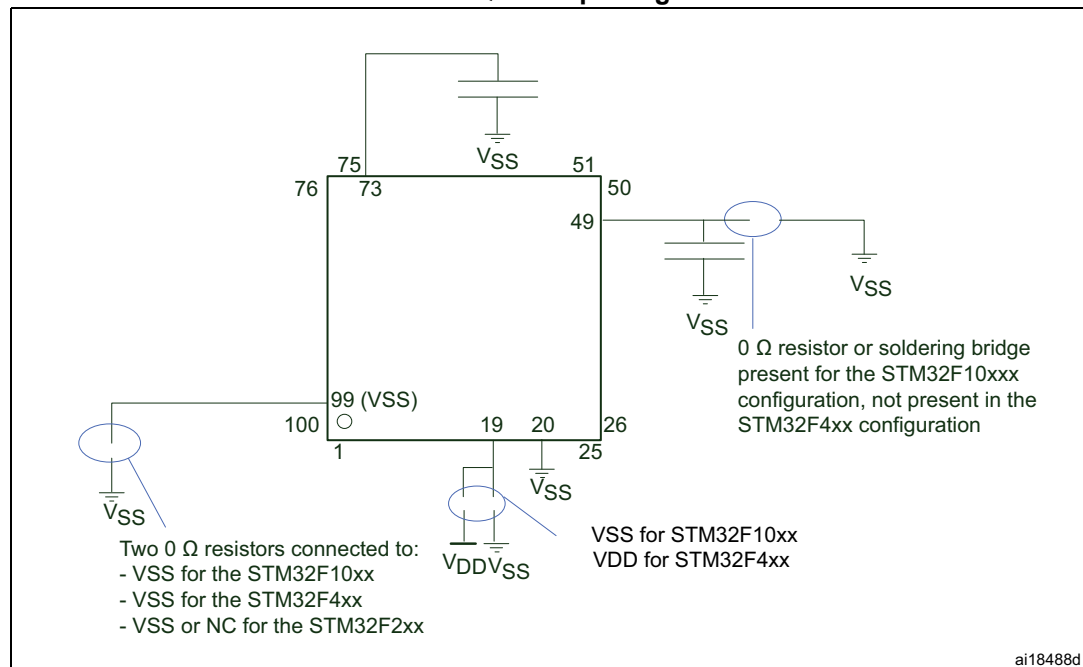 VSS
75
51
76
73
50
49
VSS
VSS
0 Ω resistor or soldering bridge
present for the STM32F10xxx
configuration, not present in the
STM32F4xx configuration
99 (VSS)
100
19
20
26
1
25
VSS
VSS
VDD VSS
VSS for STM32F10xx
VDD for STM32F4xx
Two 0 Ω resistors connected to:
- VSS for the STM32F10xx
- VSS for the STM32F4xx
- VSS or NC for the STM32F2xx
ai18488d